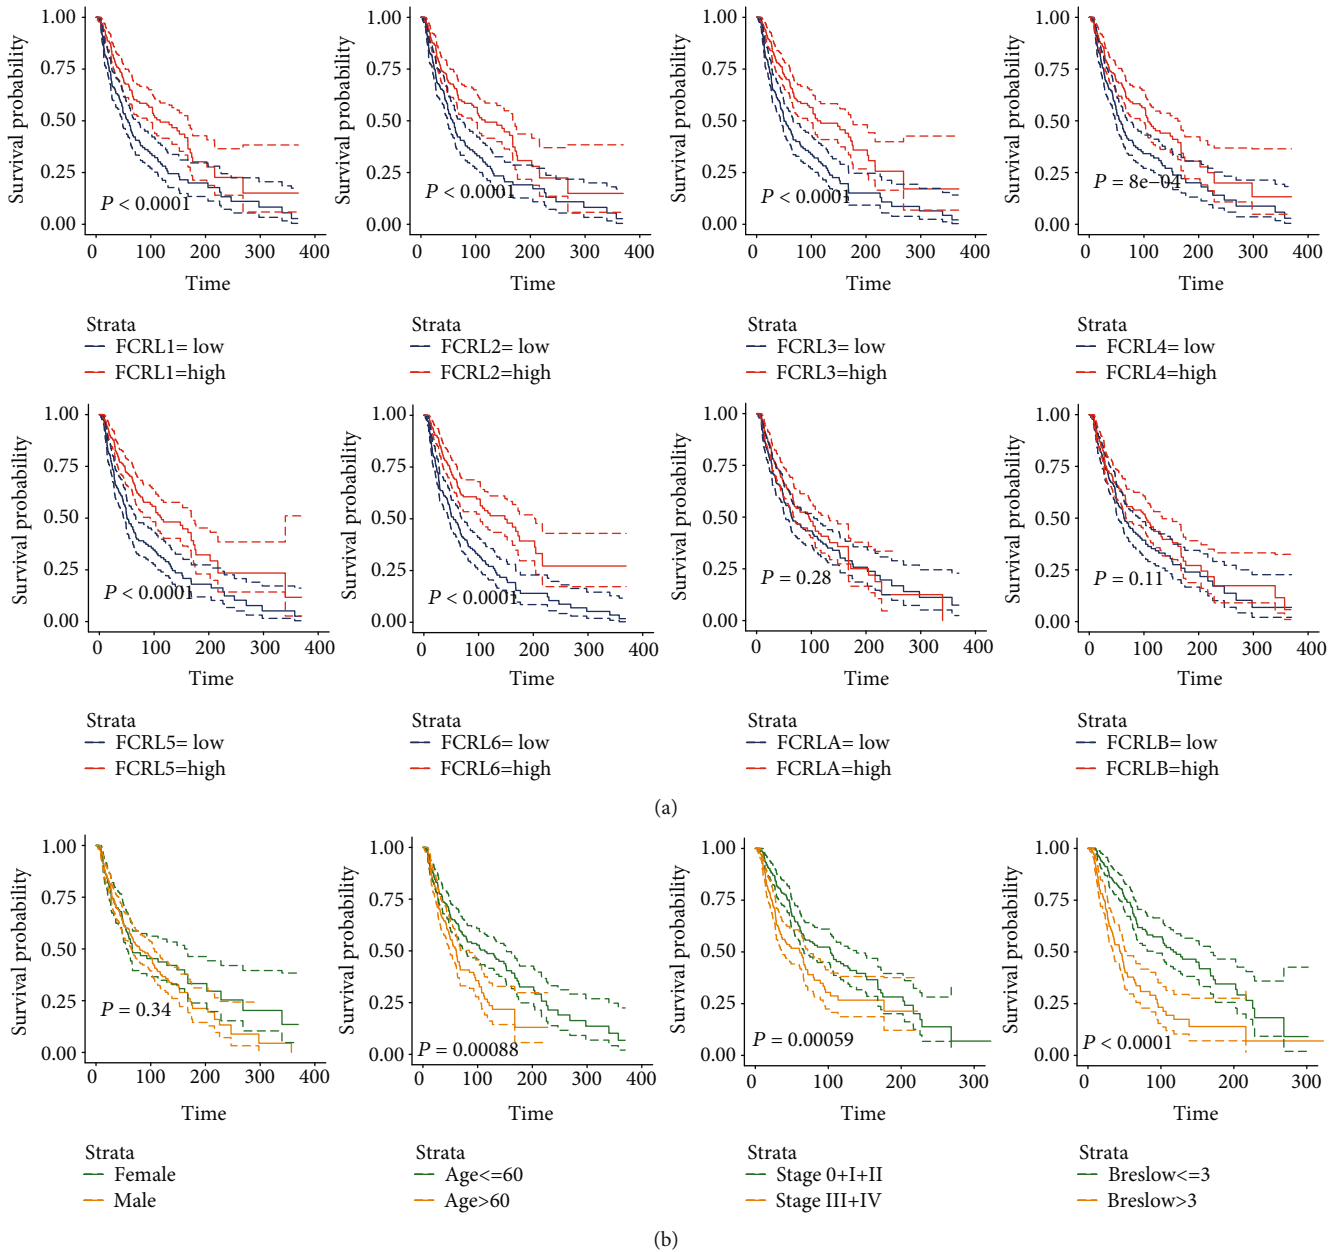 Survival probability
1.00
0.75
0.50
0.25
0.00
P < 0.0001
0 100 200 300 400
Time
Strata
FCRL1= low
FCRL1=high
Survival probability
1.00
0.75
0.50
0.25
0.00
P < 0.0001
0 100 200 300 400
Time
Strata
FCRL2= low
FCRL2=high
Survival probability
1.00
0.75
0.50
0.25
0.00
P < 0.0001
0 100 200 300 400
Time
Strata
FCRL3= low
FCRL3=high
Survival probability
1.00
0.75
0.50
0.25
0.00
P = 8e−04
0 100 200 300 400
Time
Strata
FCRL4= low
FCRL4=high
Survival probability
1.00
0.75
0.50
0.25
0.00
P < 0.0001
0 100 200 300 400
Time
Strata
FCRL5= low
FCRL5=high
Survival probability
1.00
0.75
0.50
0.25
0.00
P < 0.0001
0 100 200 300 400
Time
Strata
FCRL6= low
FCRL6=high
Survival probability
1.00
0.75
0.50
0.25
0.00
P = 0.28
0 100 200 300 400
Time
Strata
FCRLA= low
FCRLA=high
Survival probability
1.00
0.75
0.50
0.25
0.00
P = 0.11
0 100 200 300 400
Time
Strata
FCRLB= low
FCRLB=high
(a)
Survival probability
1.00
0.75
0.50
0.25
0.00
P = 0.34
0 100 200 300 400
Time
Strata
Female
Male
Survival probability
1.00
0.75
0.50
0.25
0.00
P = 0.00088
0 100 200 300 400
Time
Strata
Age<=60
Age>60
Survival probability
1.00
0.75
0.50
0.25
0.00
P = 0.00059
0 100 200 300
Time
Strata
Stage 0+I+II
Stage III+IV
Survival probability
1.00
0.75
0.50
0.25
0.00
P < 0.0001
0 100 200 300
Time
Strata
Breslow<=3
Breslow>3
(b)